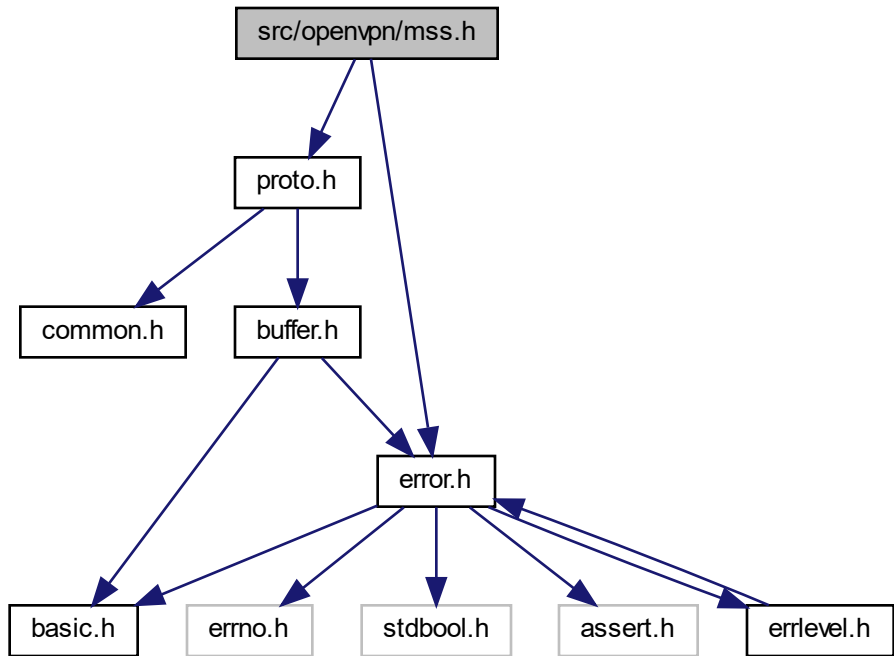 src/openvpn/mss.h
proto.h
common.h
buffer.h
error.h
basic.h
errno.h
stdbool.h
assert.h
errlevel.h